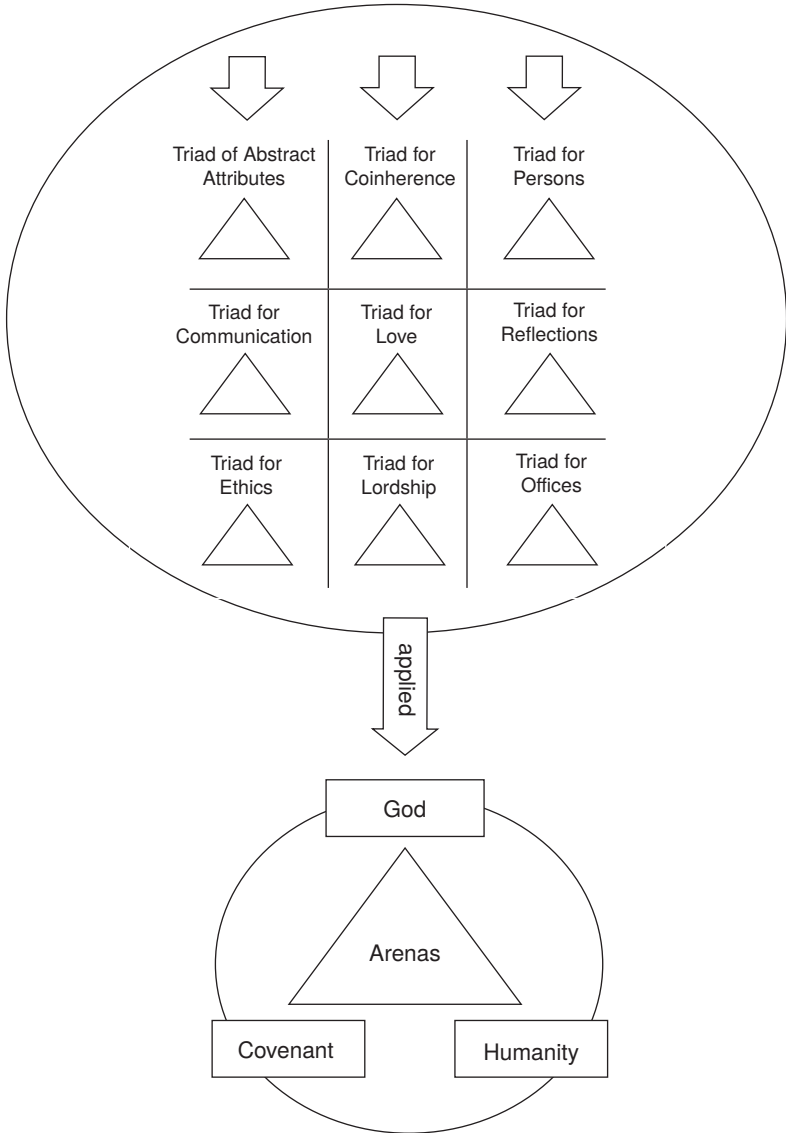 Triad of Abstract
Attributes
Triad for
Coinherence
Triad for
Persons
Triad for
Communication
Triad for
Love
Triad for
Reflections
Triad for
Ethics
Triad for
Lordship
Triad for
Offices
applied
God
Arenas
Covenant
Humanity